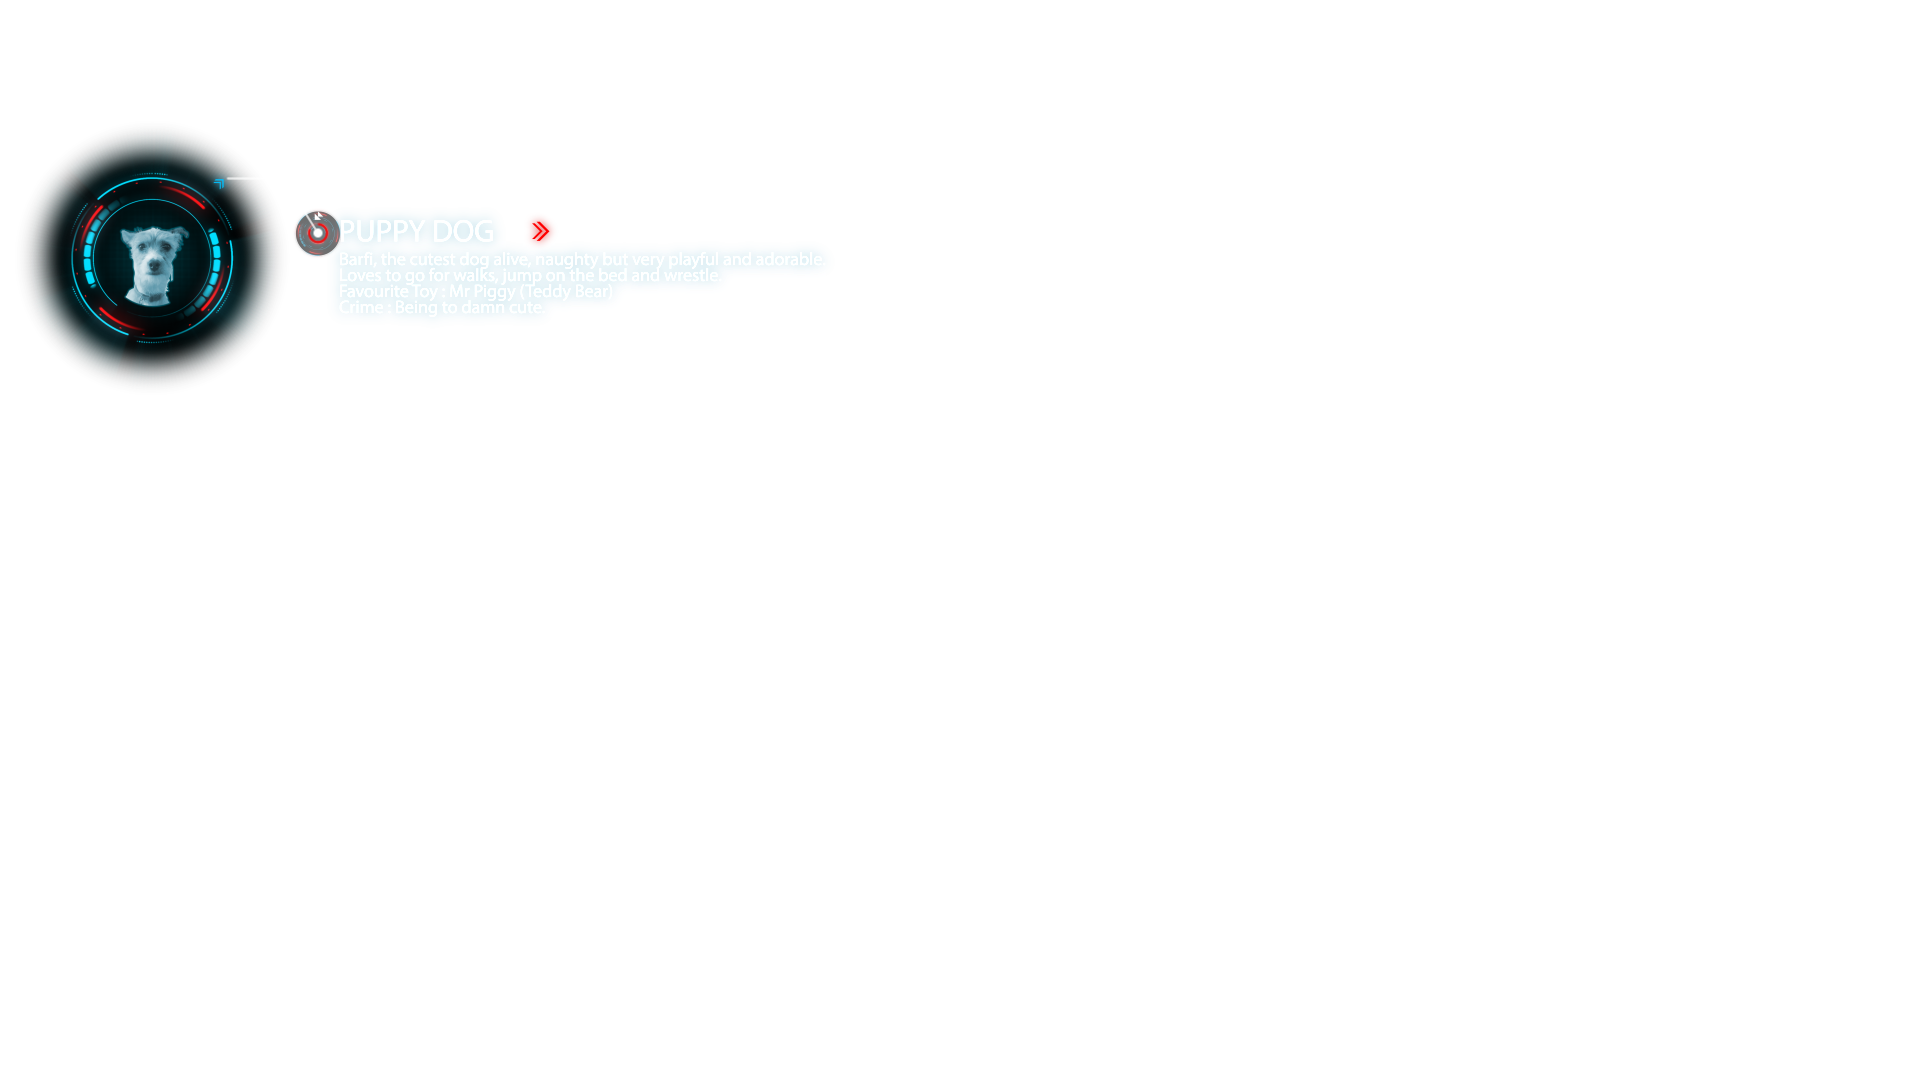 PUPPY DOG
Barfi, the cutest dog alive, naughty but very playful and adorable.
Loves to go for walks, jump on the bed and wrestle.
Favourite Toy : Mr Piggy (Teddy Bear)
Crime : Being to damn cute.